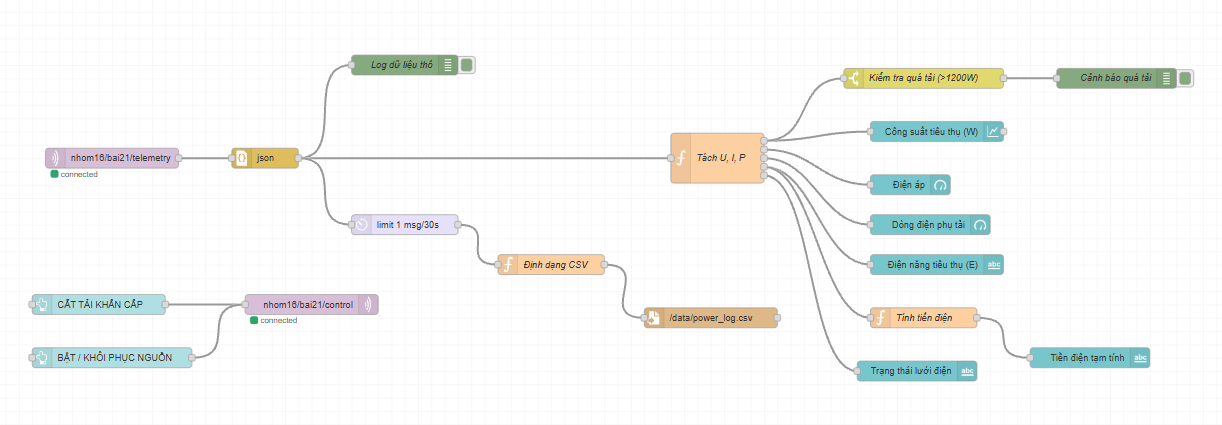 Log dữ liệu thô
Kiểm tra quá tải (>1200W)
Cảnh báo quá tải
Công suất tiêu thụ (W)
nhom16/bai21/telemetry
connected
json
Tách U, I, P
Điện áp
limit 1 msg/30s
Dòng điện phụ tải
Định dạng CSV
Điện năng tiêu thụ (E)
abc
CẮT TẢI KHẨN CẤP
nhom16/bai21/control
connected
/data/power_log.csv
Tính tiền điện
BẬT / KHÔI PHỤC NGUỒN
Tiền điện tạm tính
abc
Trạng thái lưới điện
abc